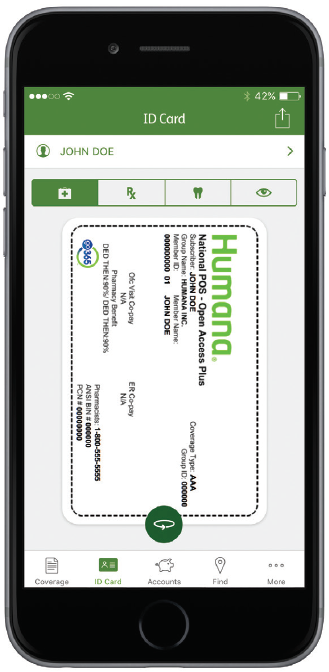 42%
ID Card
JOHN DOE
Rx
Humana®
National POS - Open Access Plus
Subscriber: JOHN DOE
Group Name: HUMANA INC.
Member ID: Member Name:
000000000 01 JOHN DOE
Coverage Type: AAA
Group ID: 000000
Ofc Visit Co-pay ER Co-pay
N/A N/A
Pharmacy Benefit
N/A
DED THEN 90%/ DED THEN 90%
Go365
Pharmacists: 1-800-555-5555
ANSI BIN # 000000
PCN # 00000000
Coverage
ID Card
Accounts
Find
More